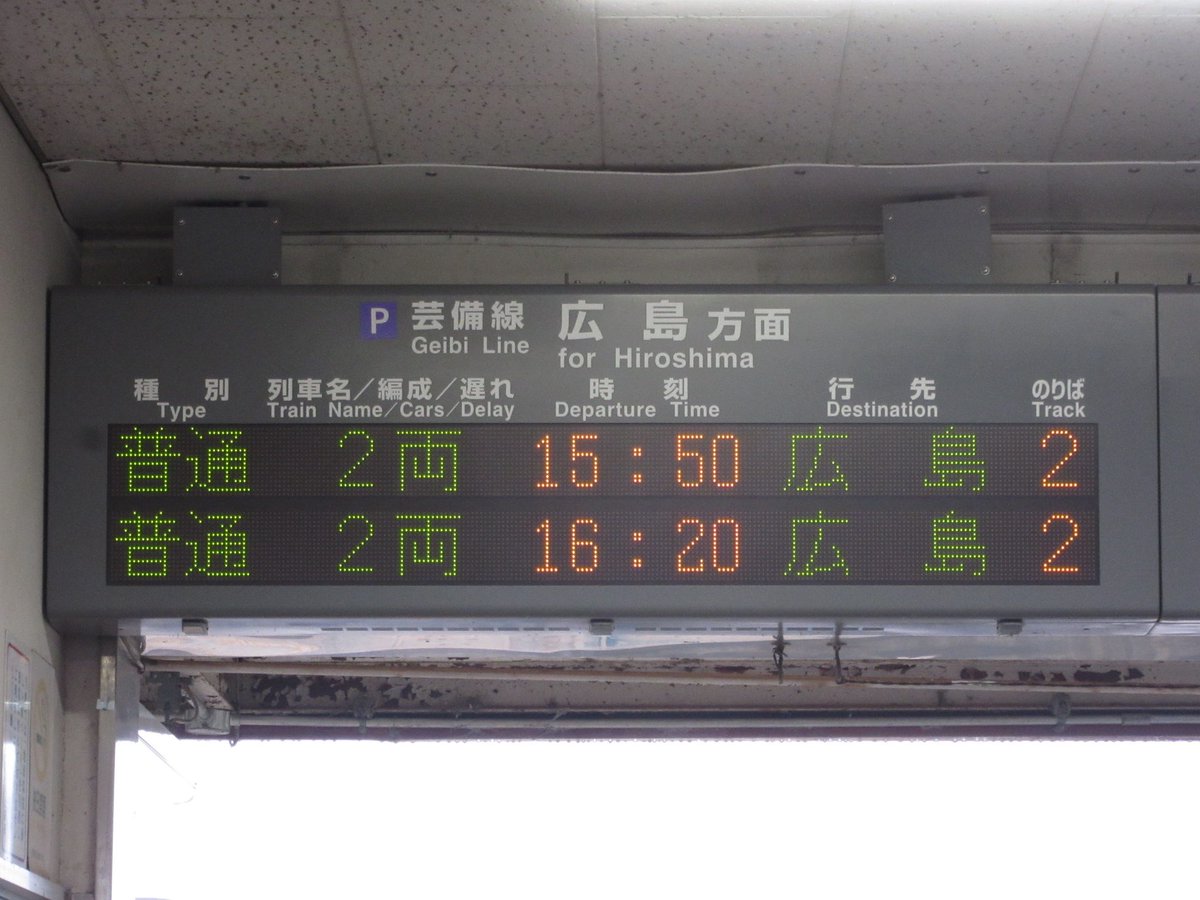 P 芸備線 広島方面
Geibi Line for Hiroshima
種別 列車名/編成/遅れ 時刻 行先 のりば
Type Train Name/Cars/Delay Departure Time Destination Track
普通 2両 15:50 広島 2
普通 2両 16:20 広島 2